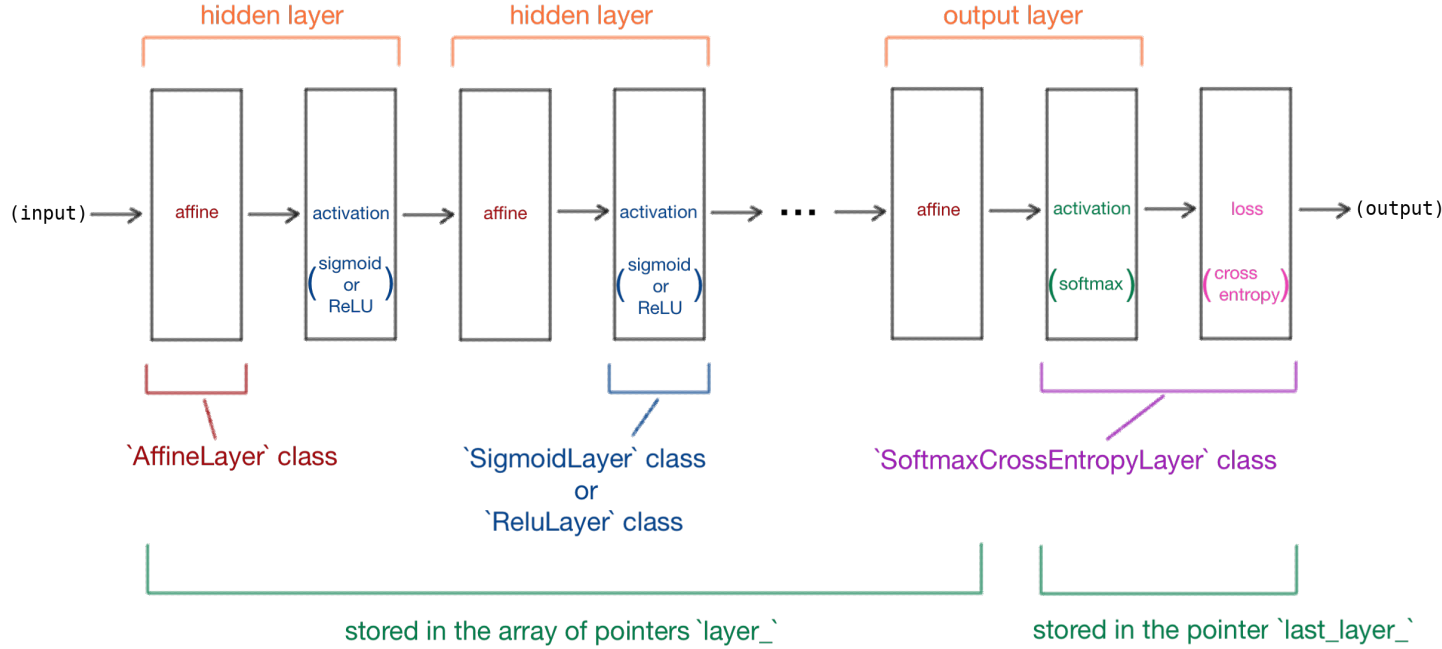 hidden layer
hidden layer
output layer
(input)
affine
activation
(sigmoid
or
ReLU)
affine
activation
(sigmoid
or
ReLU)
...
affine
activation
(softmax)
loss
(cross
entropy)
(output)
`AffineLayer` class
`SigmoidLayer` class
or
`ReluLayer` class
`SoftmaxCrossEntropyLayer` class
stored in the array of pointers `layer_`
stored in the pointer `last_layer_`